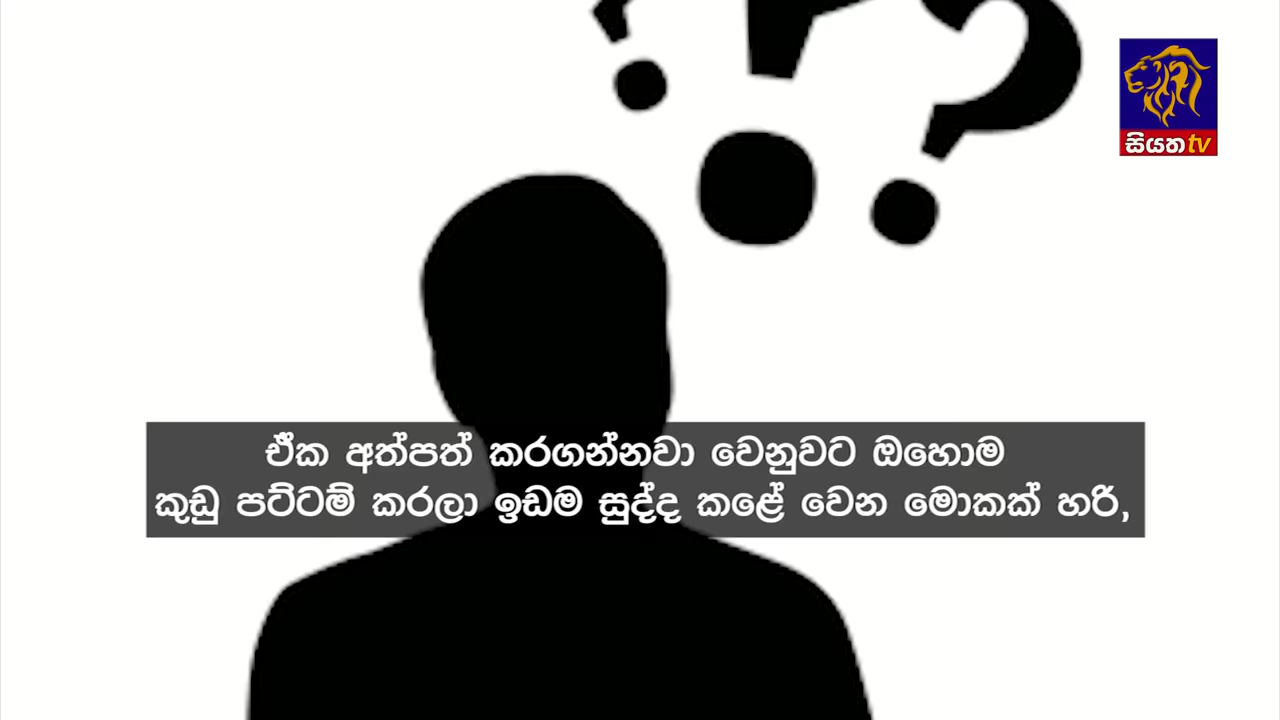 සියත tv
ඒක අත්පත් කරගන්නවා වෙනුවට ඔහොම
කුඩු පට්ටම් කරලා ඉඩම සුද්ද කළේ වෙන මොකක් හරි,